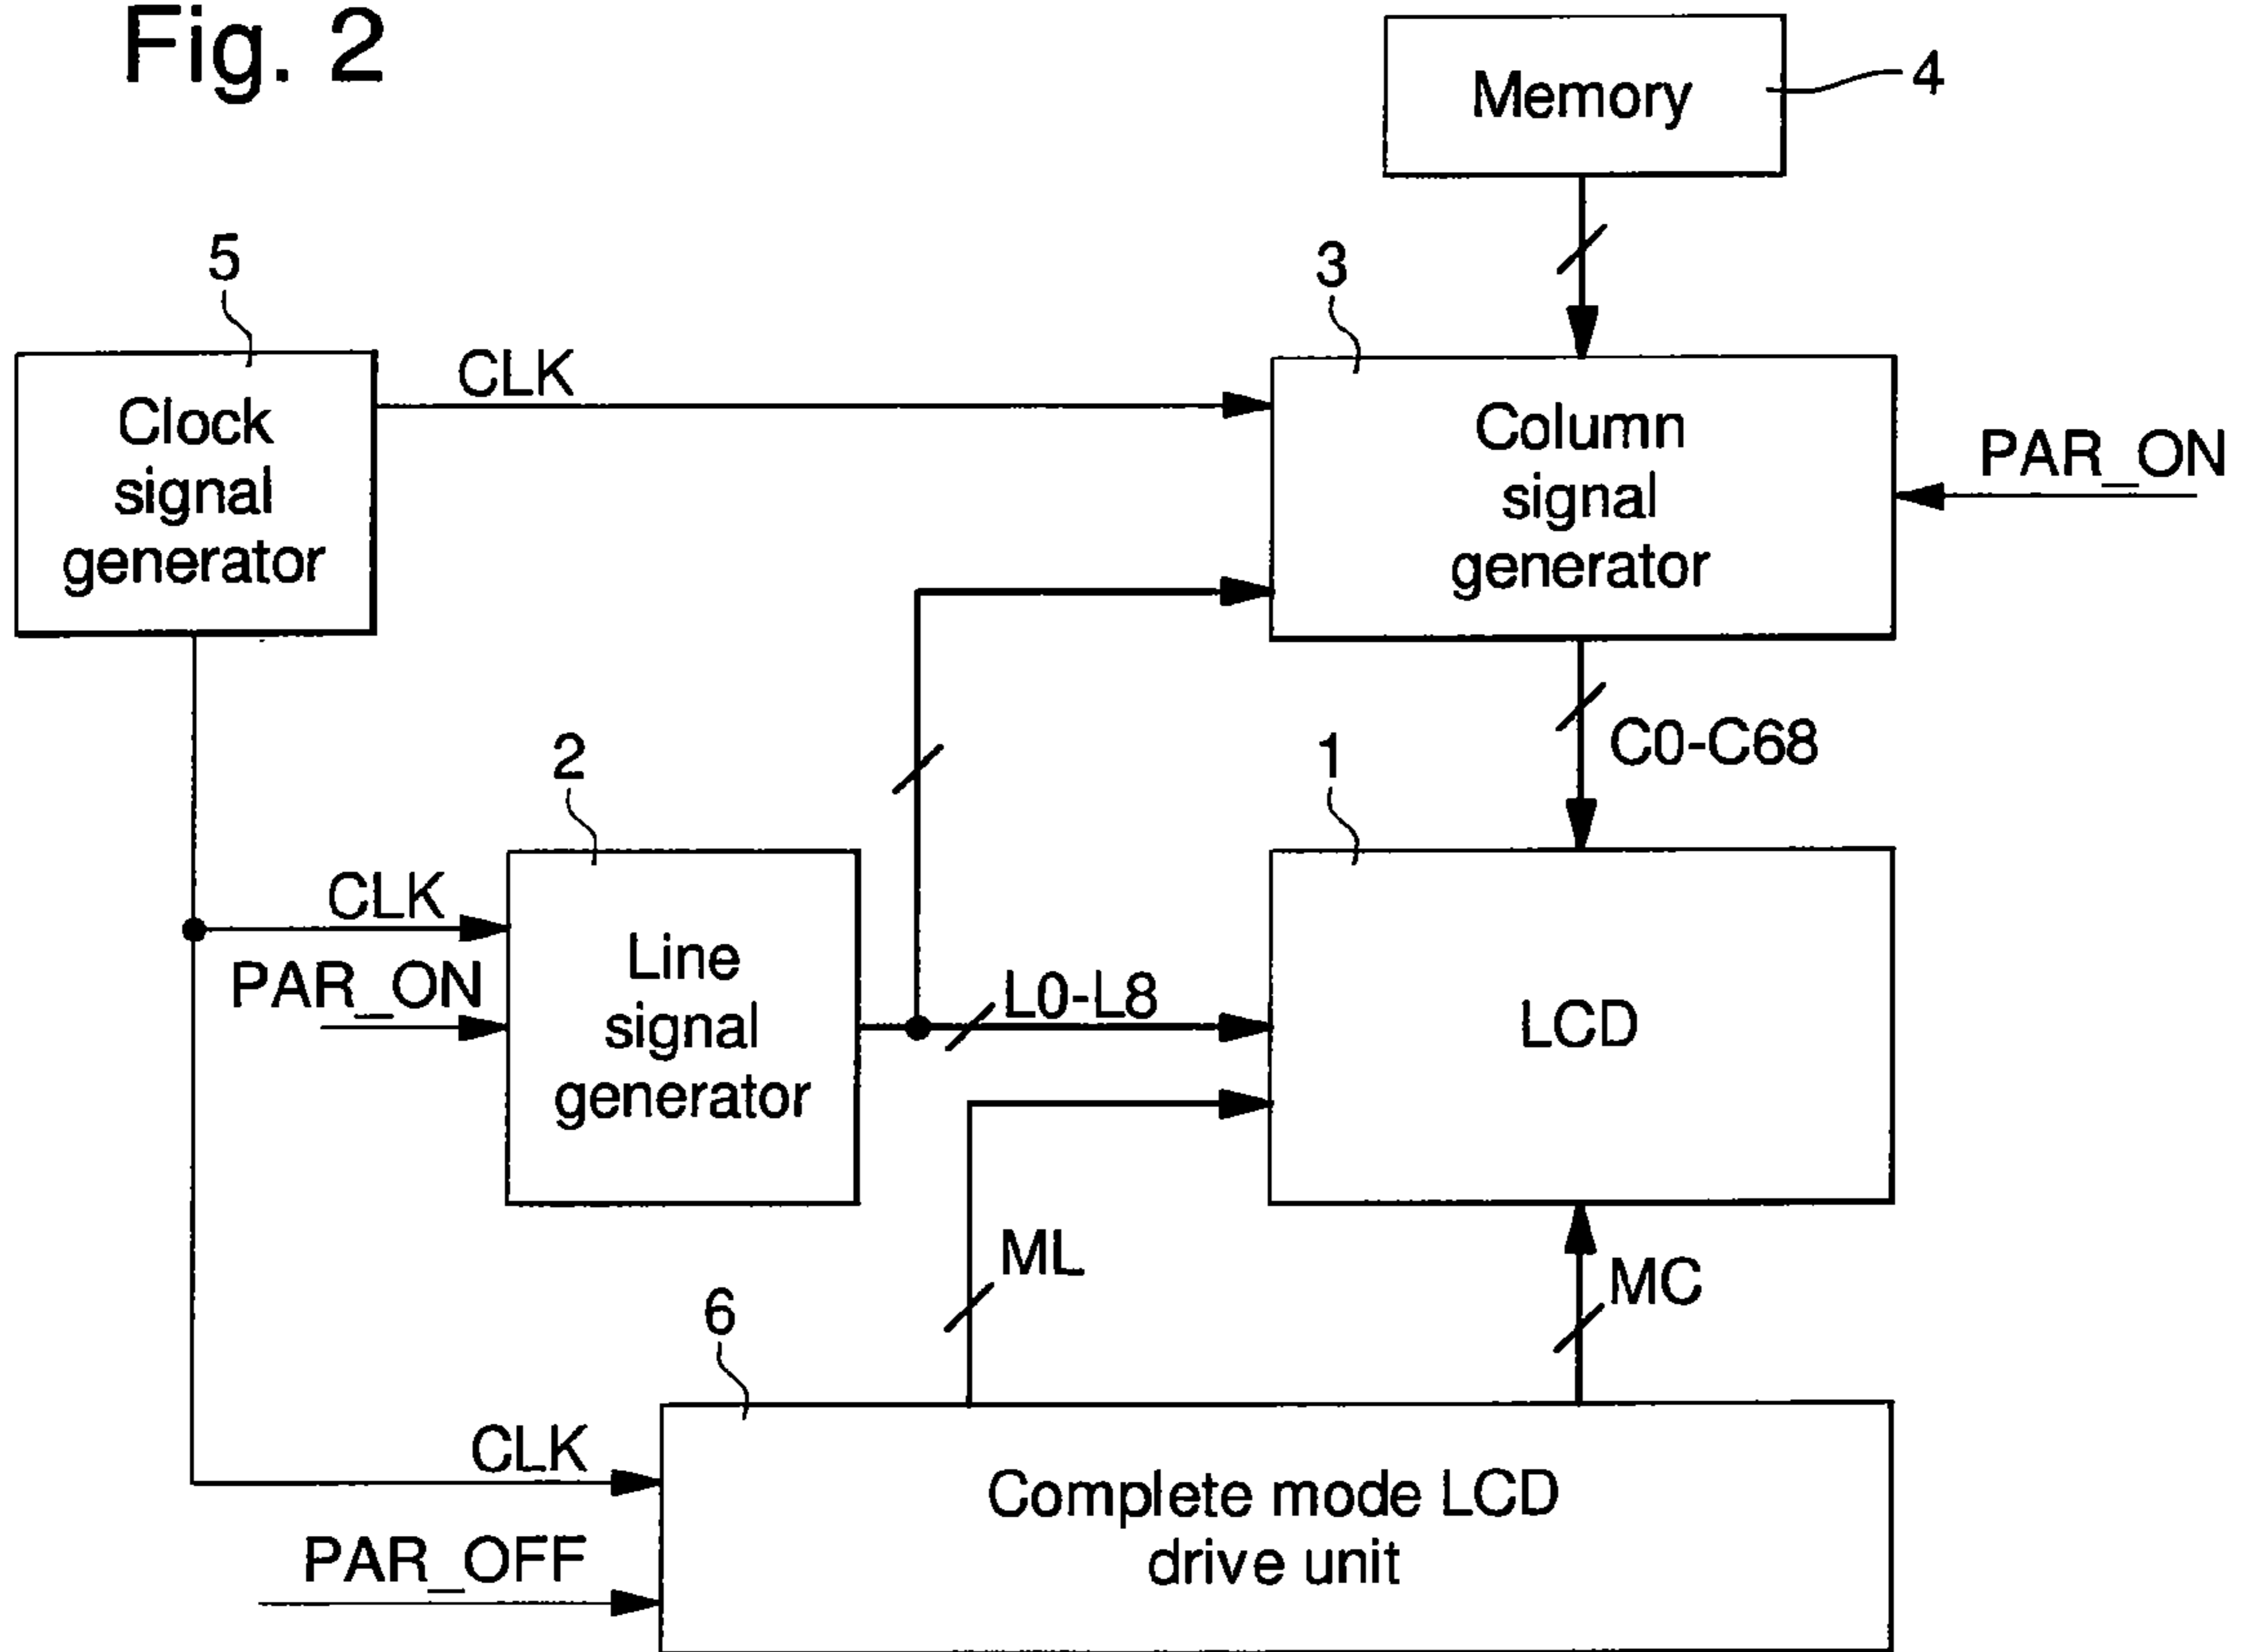 Fig. 2
Memory
4
5
3
CLK
Clock
signal
generator
Column
signal
generator
PAR_ON
C0-C68
2
1
CLK
PAR_ON
Line
signal
generator
L0-L8
LCD
ML
MC
6
CLK
PAR_OFF
Complete mode LCD
drive unit